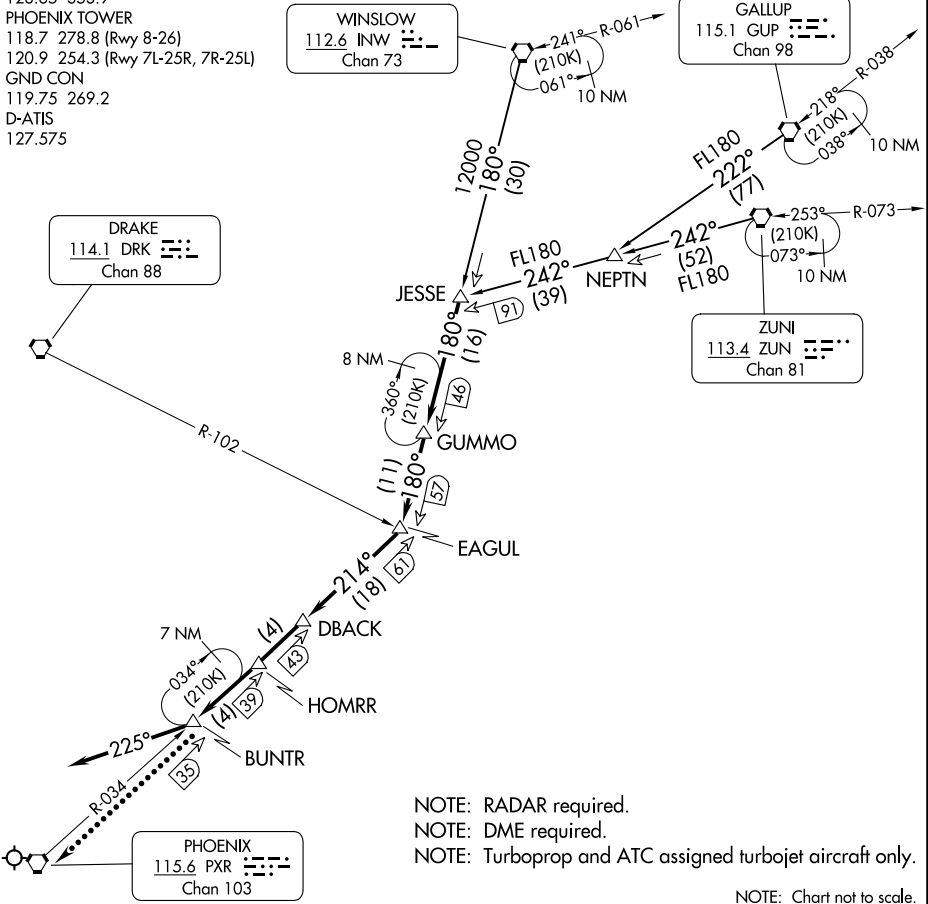 PHOENIX TOWER
118.7 278.8 (Rwy 8-26)
120.9 254.3 (Rwy 7L-25R, 7R-25L)
GND CON
119.75 269.2
D-ATIS
127.575
WINSLOW
112.6 INW
Chan 73
241° R-061
(210K)
061°
10 NM
GALLUP
115.1 GUP
Chan 98
R-038
218°
(210K)
038°
10 NM
12000
180°
(30)
FL180
222°
(77)
253° R-073
(210K)
073°
10 NM
242°
(52)
FL180
NEPTN
FL180
242°
(39)
DRAKE
114.1 DRK
Chan 88
ZUNI
113.4 ZUN
Chan 81
JESSE
91
180°
(16)
8 NM
360°
(210K)
46
GUMMO
R-102
(11)
180°
57
EAGUL
61
214°
(18)
DBACK
(4)
43
7 NM
034°
(210K)
HOMRR
39
(4)
BUNTR
225°
35
R-034
PHOENIX
115.6 PXR
Chan 103
NOTE: RADAR required.
NOTE: DME required.
NOTE: Turboprop and ATC assigned turbojet aircraft only.
NOTE: Chart not to scale.